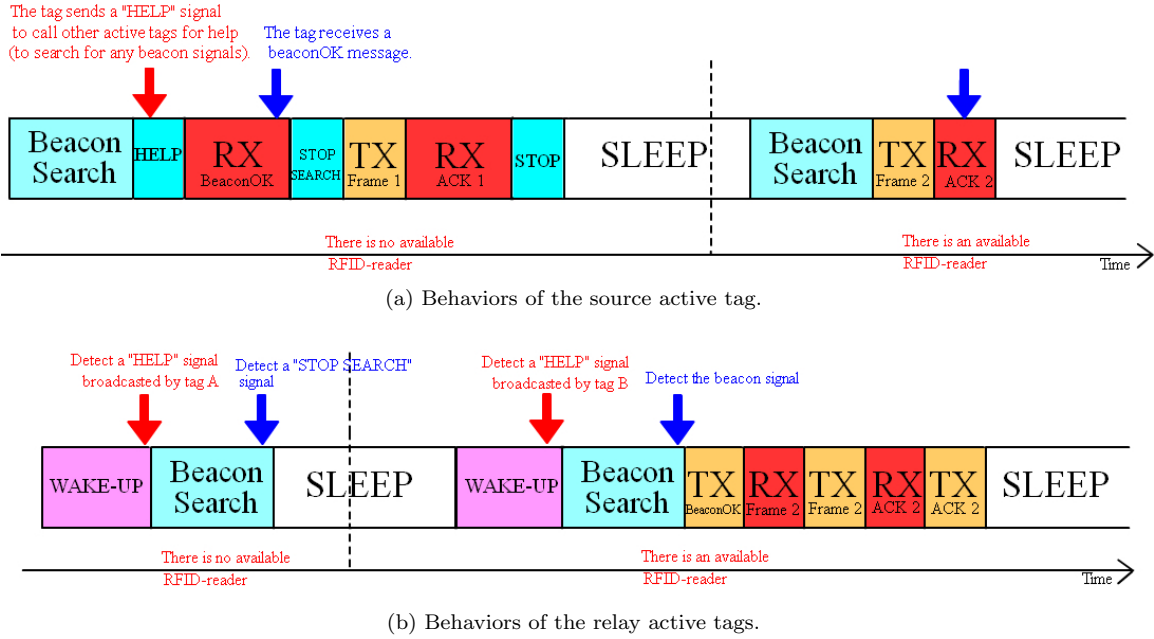 The tag sends a "HELP" signal
to call other active tags for help
(to search for any beacon signals).
The tag receives a
beaconOK message.
Beacon
Search
HELP
RX
BeaconOK
STOP
SEARCH
TX
Frame 1
RX
ACK 1
STOP
SLEEP
Beacon
Search
TX
Frame 2
RX
ACK 2
SLEEP
There is no available
RFID-reader
There is an available
RFID-reader
Time
(a) Behaviors of the source active tag.
Detect a "HELP" signal
broadcasted by tag A
Detect a "STOP SEARCH"
signal
Detect a "HELP" signal
broadcasted by tag B
Detect the beacon signal
WAKE-UP
Beacon
Search
SLEEP
WAKE-UP
Beacon
Search
TX
BeaconOK
RX
Frame 2
TX
Frame 2
RX
ACK 2
TX
ACK 2
SLEEP
There is no available
RFID-reader
There is an available
RFID-reader
Time
(b) Behaviors of the relay active tags.